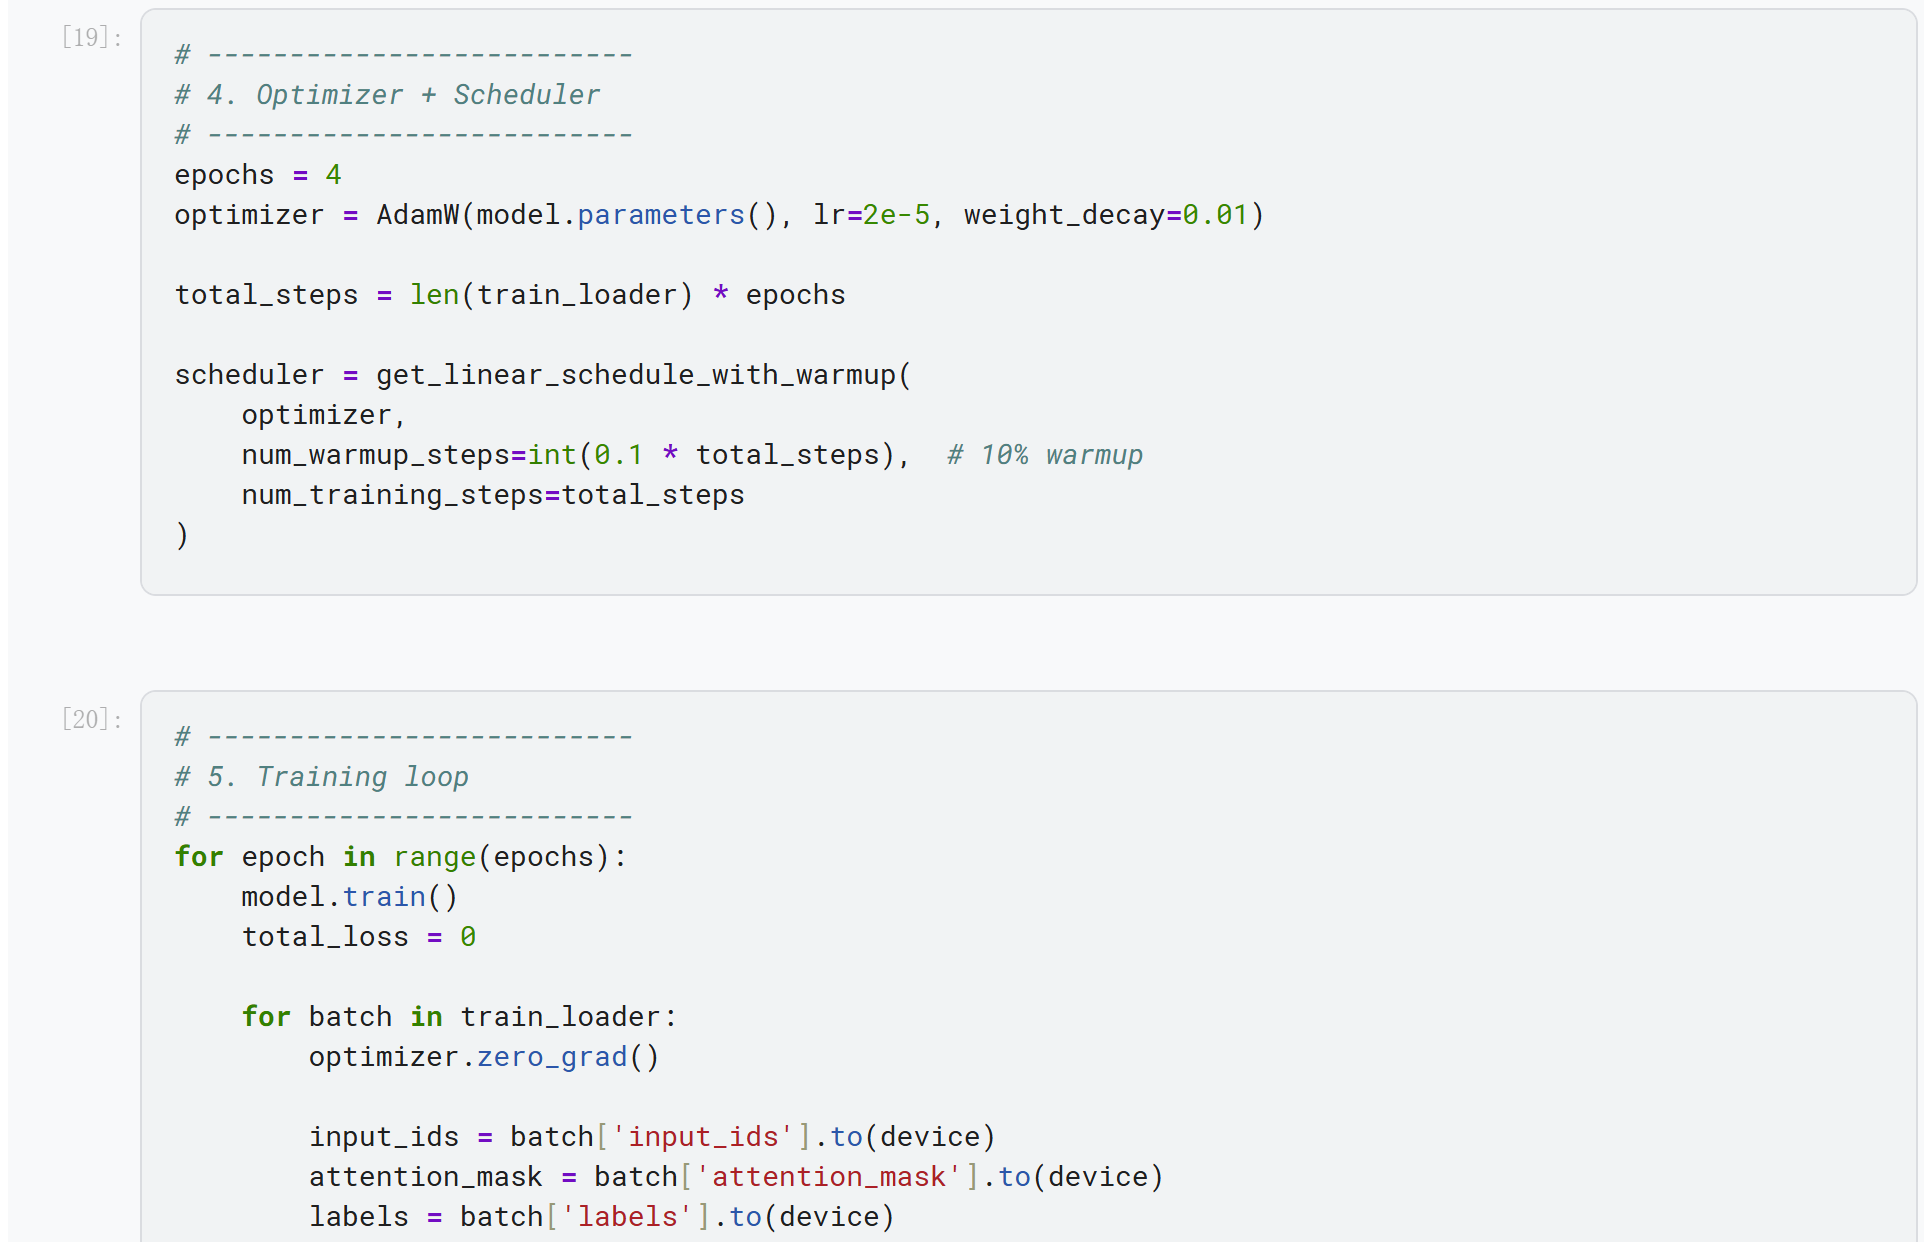 [19]:
# --------------------------
# 4. Optimizer + Scheduler
# --------------------------
epochs = 4
optimizer = AdamW(model.parameters(), lr=2e-5, weight_decay=0.01)
total_steps = len(train_loader) * epochs
scheduler = get_linear_schedule_with_warmup(
    optimizer,
    num_warmup_steps=int(0.1 * total_steps),  # 10% warmup
    num_training_steps=total_steps
)
[20]:
# --------------------------
# 5. Training loop
# --------------------------
for epoch in range(epochs):
    model.train()
    total_loss = 0
    for batch in train_loader:
        optimizer.zero_grad()
        input_ids = batch['input_ids'].to(device)
        attention_mask = batch['attention_mask'].to(device)
        labels = batch['labels'].to(device)